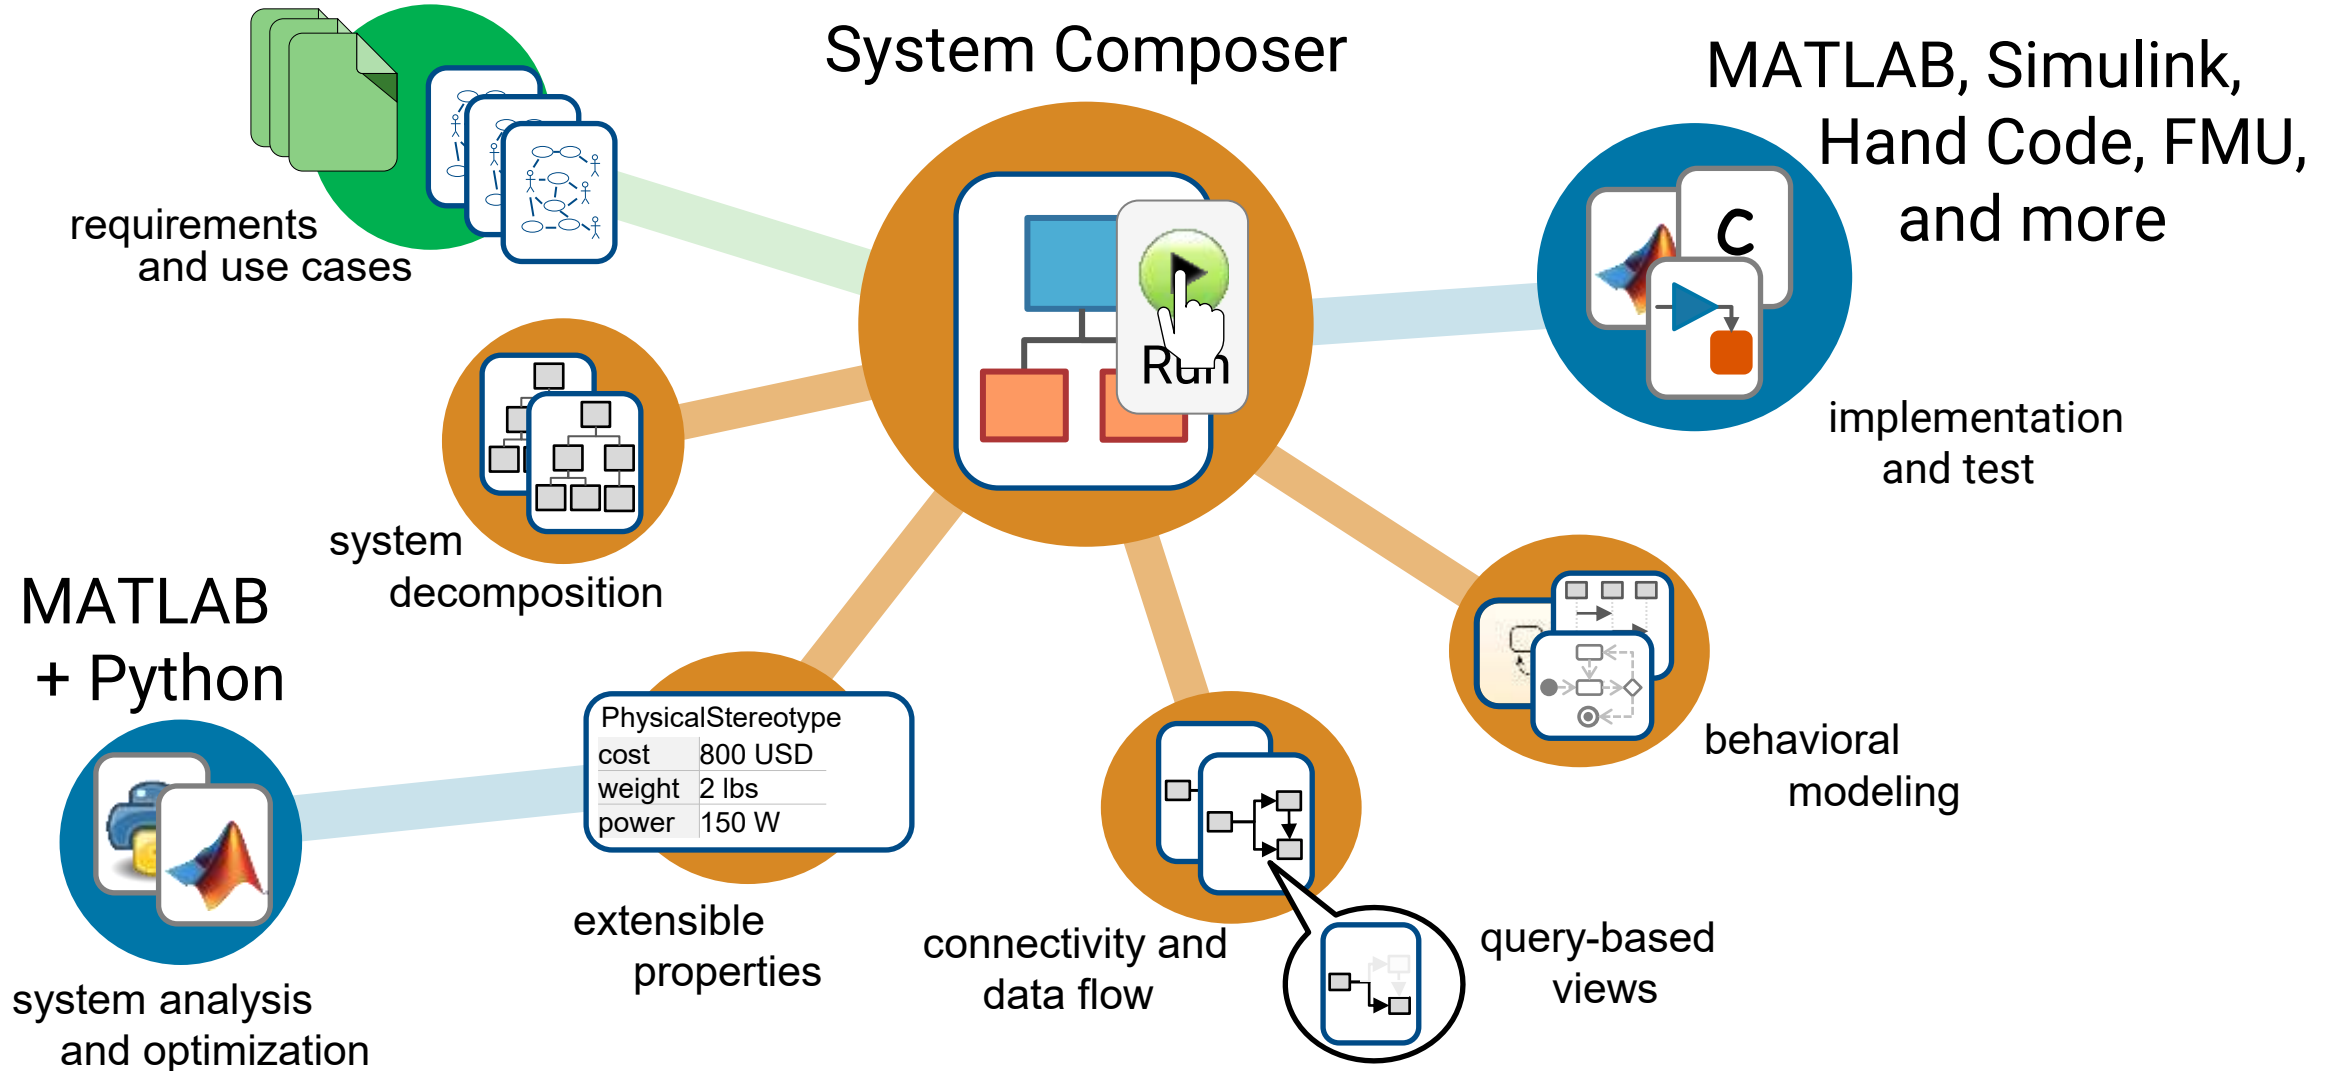 System Composer
MATLAB, Simulink,
Hand Code, FMU,
and more
requirements
and use cases
C
Run
implementation
and test
system
decomposition
MATLAB
+ Python
PhysicalStereotype
cost 800 USD
weight 2 lbs
power 150 W
behavioral
modeling
extensible
properties
connectivity and
data flow
query-based
views
system analysis
and optimization